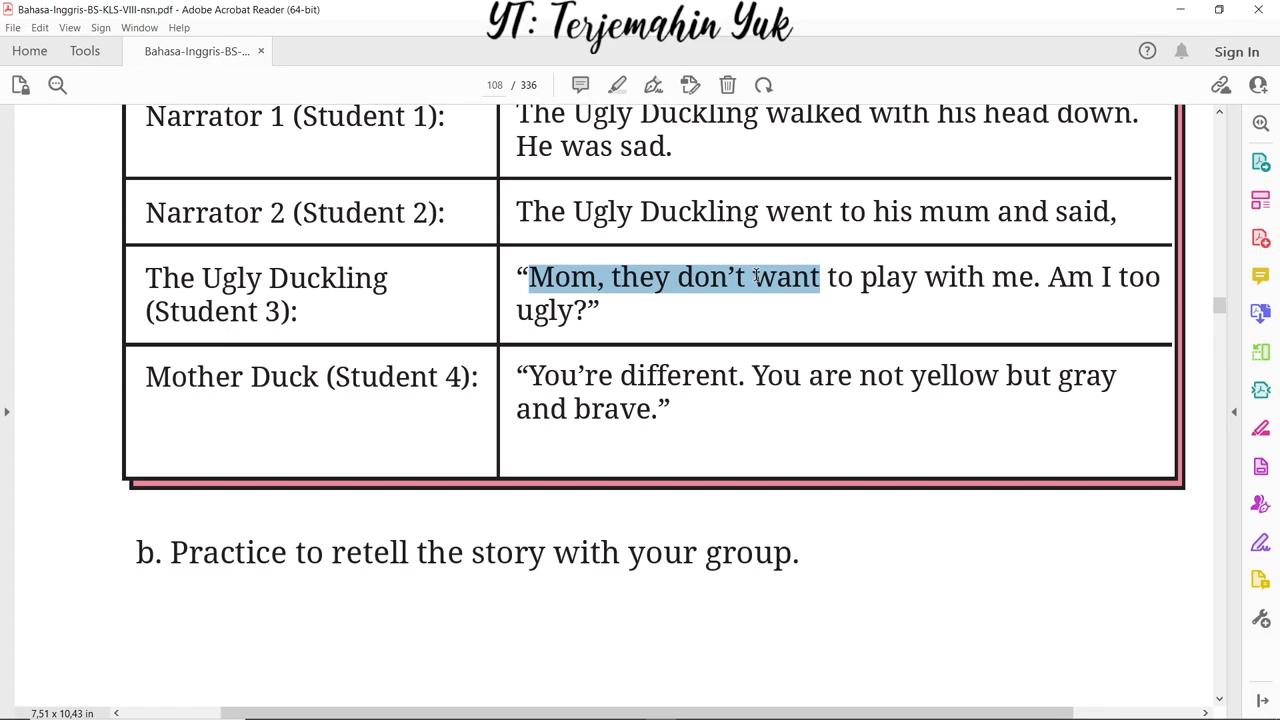 Bahasa-Inggris-BS-KLS-VIII-nsn.pdf - Adobe Acrobat Reader (64-bit)
YT: Terjemahin Yuk
File Edit View Sign Window Help
Home Tools Bahasa-Inggris-BS-... × Sign In
108 / 336
Narrator 1 (Student 1):
The Ugly Duckling walked with his head down.
He was sad.
Narrator 2 (Student 2):
The Ugly Duckling went to his mum and said,
The Ugly Duckling
(Student 3):
“Mom, they don’t want to play with me. Am I too
ugly?”
Mother Duck (Student 4):
“You’re different. You are not yellow but gray
and brave.”
b. Practice to retell the story with your group.
7,51 x 10,43 in